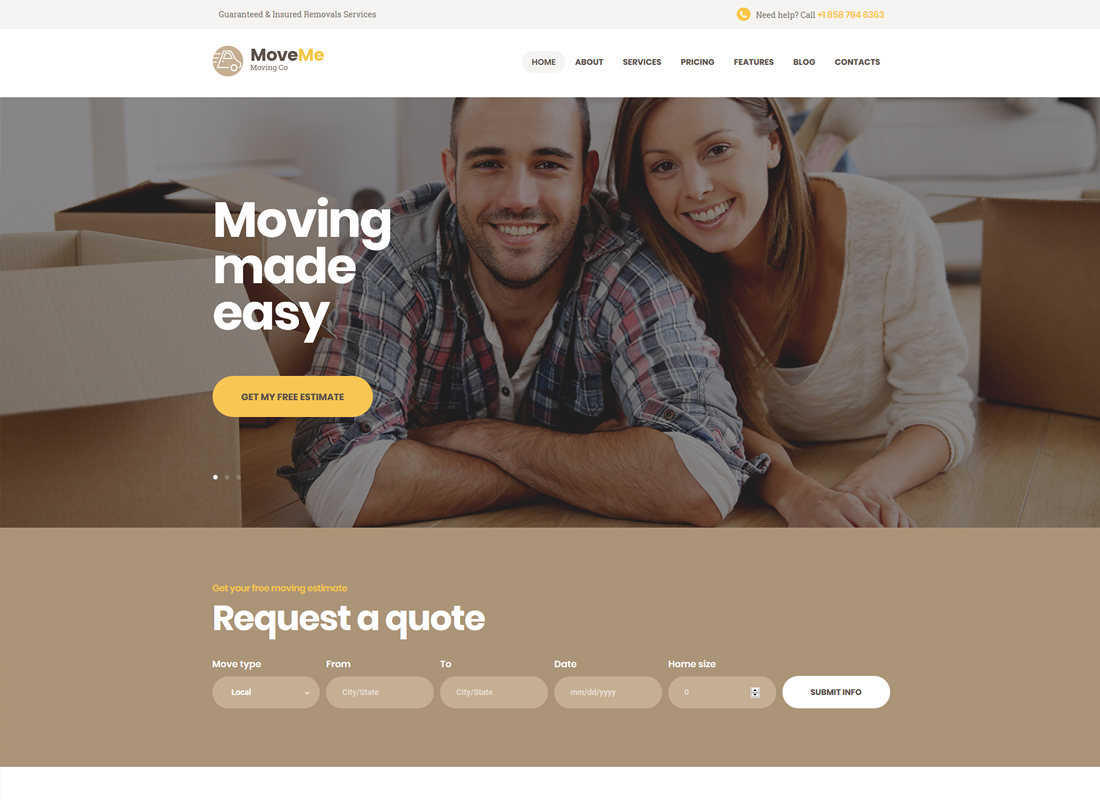 Guaranteed & Insured Removals Services
Need help? Call +1 858 794 6363
MoveMe
Moving Co
HOME ABOUT SERVICES PRICING FEATURES BLOG CONTACTS
Moving
made
easy
GET MY FREE ESTIMATE
Get your free moving estimate
Request a quote
Move type From To Date Home size
Local City/State City/State mm/dd/yyyy 0 SUBMIT INFO